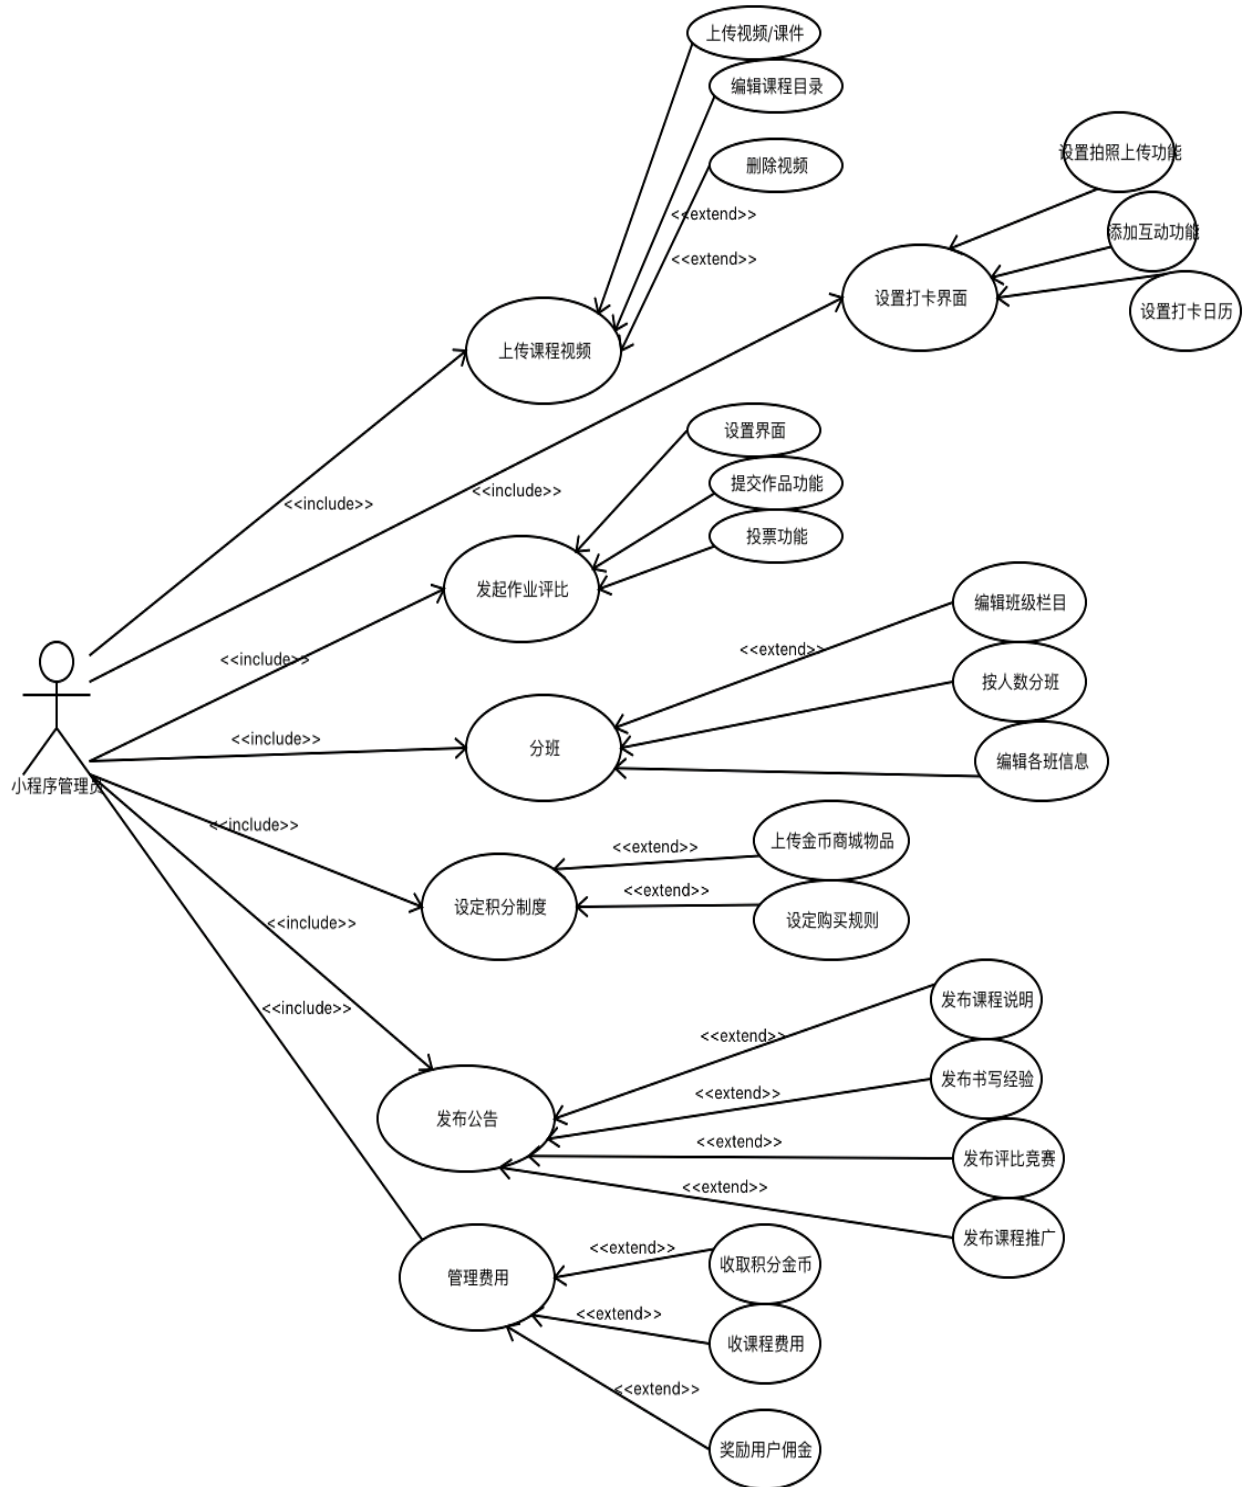 上传视频/课件
编辑课程目录
删除视频
<<extend>>
<<extend>>
设置拍照上传功能
添加互动功能
设置打卡日历
设置打卡界面
上传课程视频
<<include>>
<<include>>
设置界面
提交作品功能
投票功能
发起作业评比
<<include>>
编辑班级栏目
<<extend>>
按人数分班
编辑各班信息
分班
<<include>>
小程序管理员
<<include>>
上传金币商城物品
<<extend>>
<<extend>>
设定积分制度
设定购买规则
<<include>>
发布课程说明
<<extend>>
发布书写经验
<<extend>>
发布公告
<<extend>>
发布评比竞赛
<<extend>>
发布课程推广
<<include>>
<<extend>>
收取积分金币
管理费用
<<extend>>
收课程费用
<<extend>>
奖励用户佣金